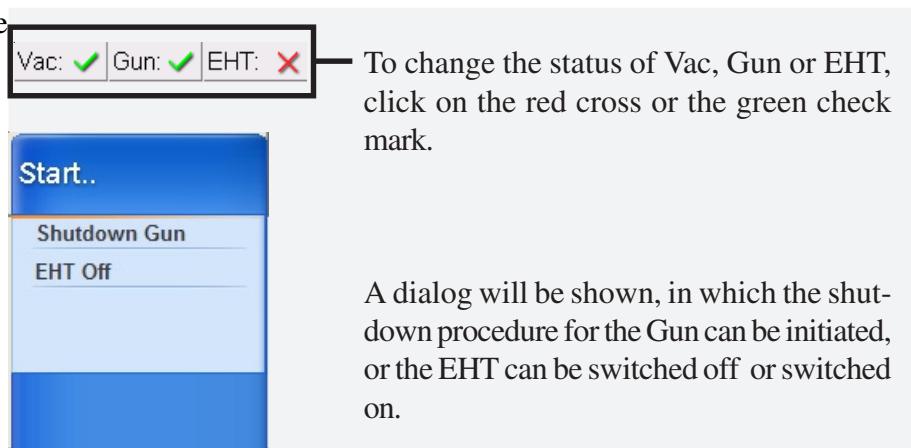 e
Vac: Gun: EHT:
To change the status of Vac, Gun or EHT,
click on the red cross or the green check
mark.
Start..
Shutdown Gun
EHT Off
A dialog will be shown, in which the shut-
down procedure for the Gun can be initiated,
or the EHT can be switched off or switched
on.